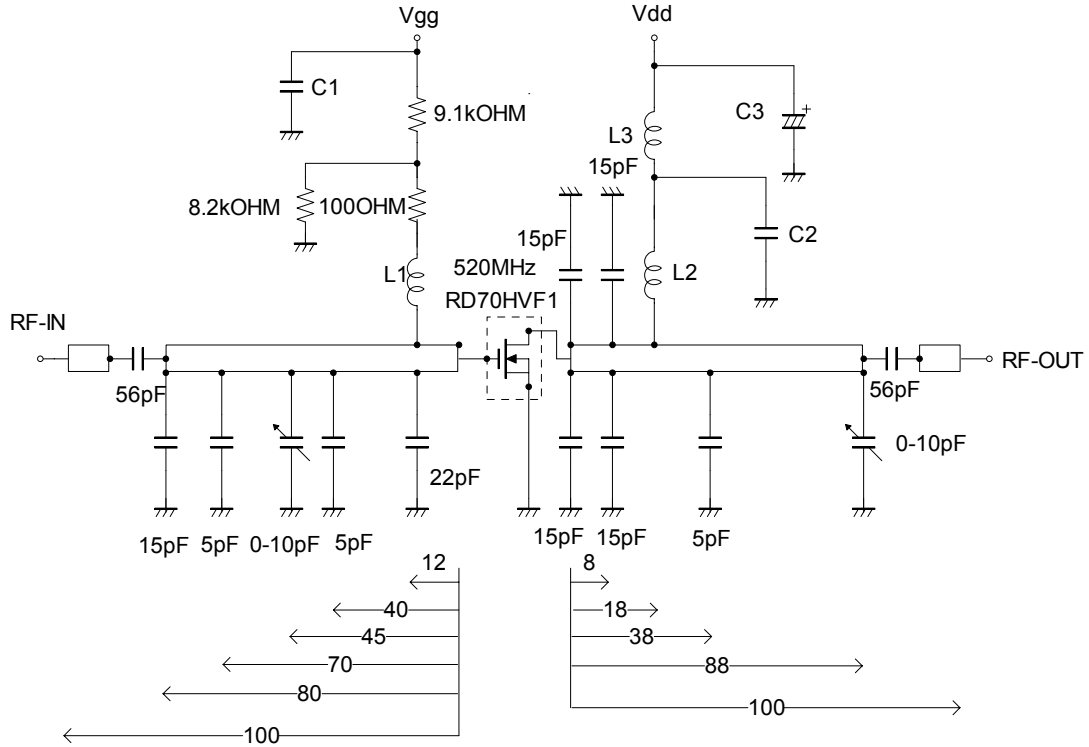 Vgg
Vdd
C1
9.1kOHM
C3
+
L3
15pF
8.2kOHM
100OHM
15pF
C2
L1
520MHz
L2
RD70HVF1
RF-IN
RF-OUT
56pF
56pF
0-10pF
22pF
15pF
5pF
0-10pF
5pF
15pF
15pF
5pF
12
8
40
18
45
38
70
88
80
100
100